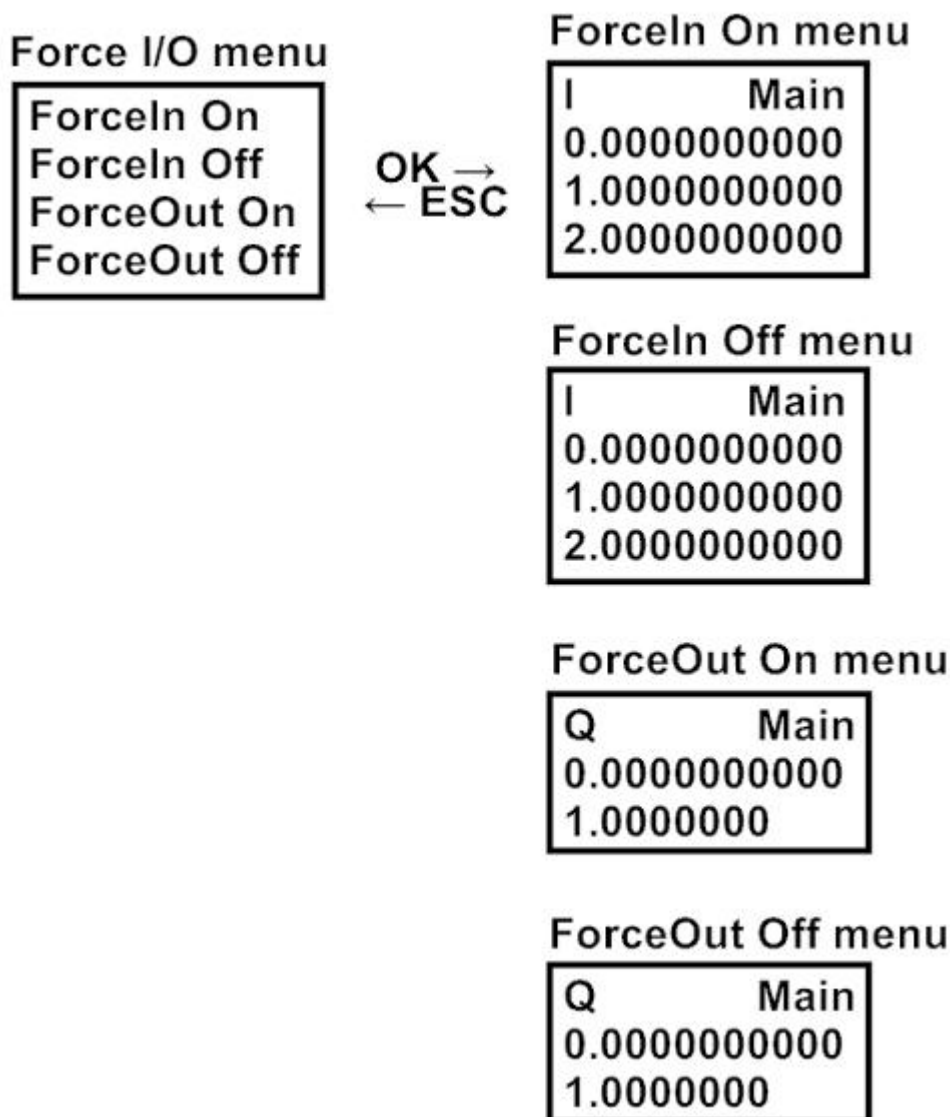 Force I/O menu
ForceIn On
ForceIn Off
ForceOut On
ForceOut Off
OK →
← ESC
ForceIn On menu
I Main
0.0000000000
1.0000000000
2.0000000000
ForceIn Off menu
I Main
0.0000000000
1.0000000000
2.0000000000
ForceOut On menu
Q Main
0.0000000000
1.0000000
ForceOut Off menu
Q Main
0.0000000000
1.0000000